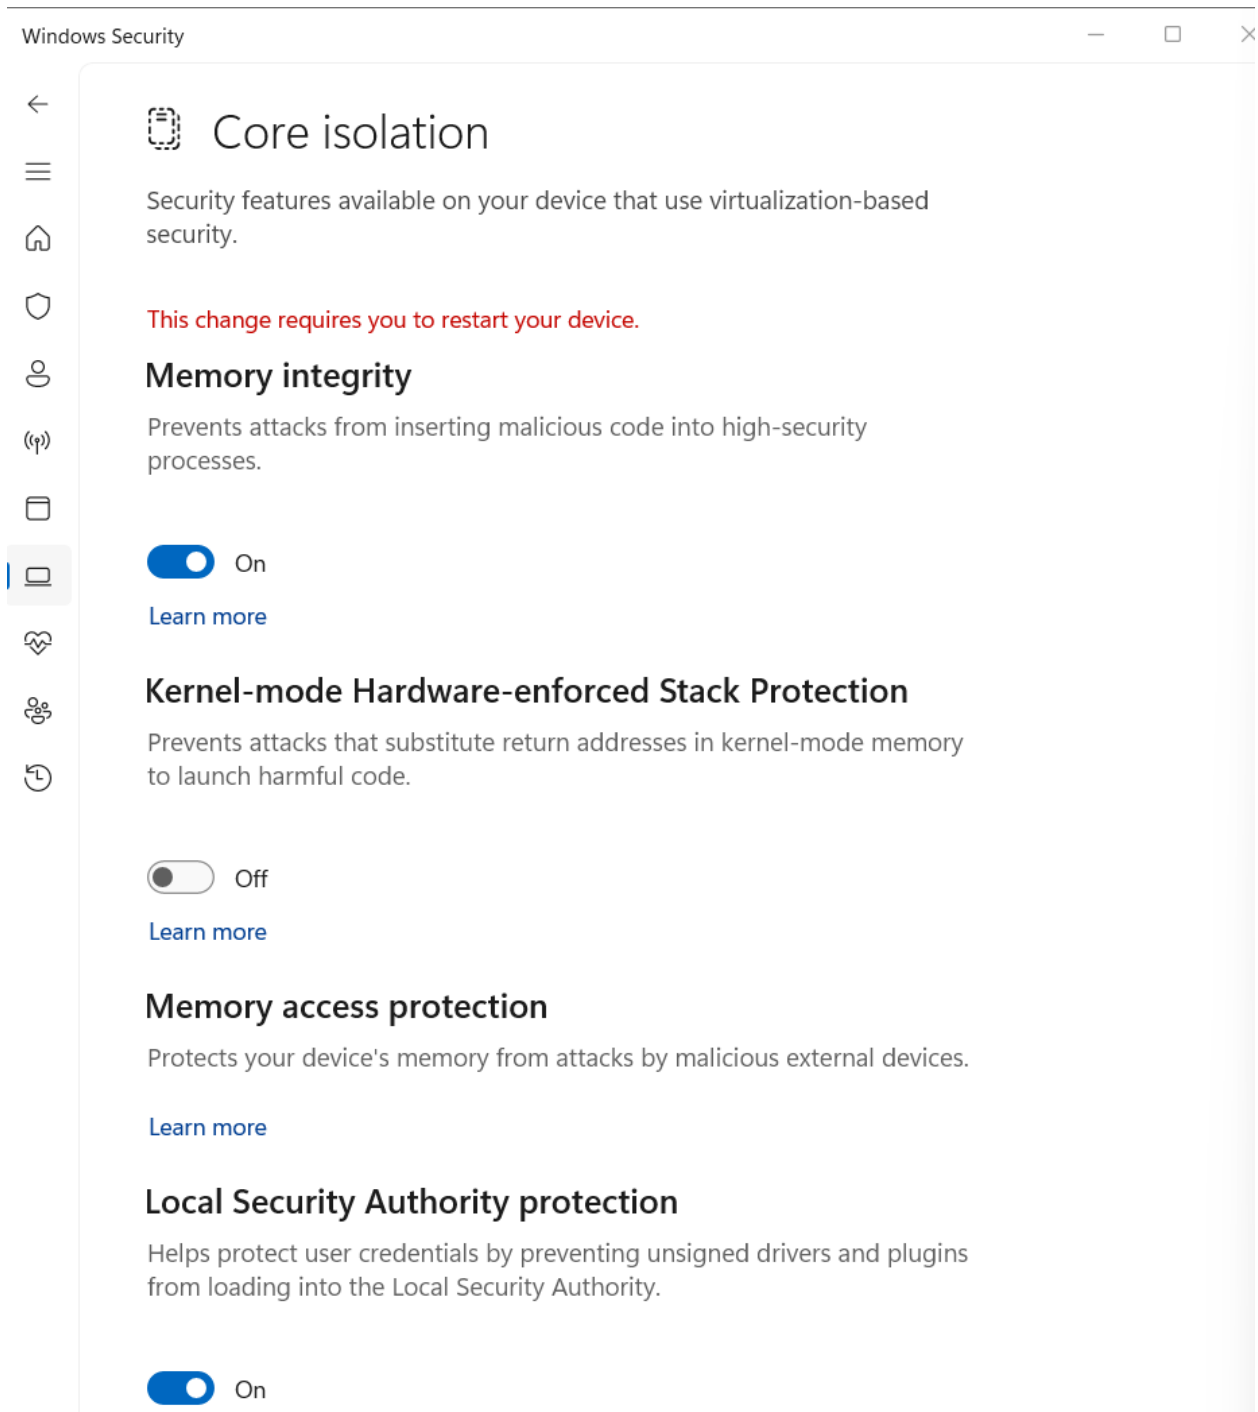 Windows Security
Core isolation
Security features available on your device that use virtualization-based
security.
This change requires you to restart your device.
Memory integrity
Prevents attacks from inserting malicious code into high-security
processes.
On
Learn more
Kernel-mode Hardware-enforced Stack Protection
Prevents attacks that substitute return addresses in kernel-mode memory
to launch harmful code.
Off
Learn more
Memory access protection
Protects your device's memory from attacks by malicious external devices.
Learn more
Local Security Authority protection
Helps protect user credentials by preventing unsigned drivers and plugins
from loading into the Local Security Authority.
On